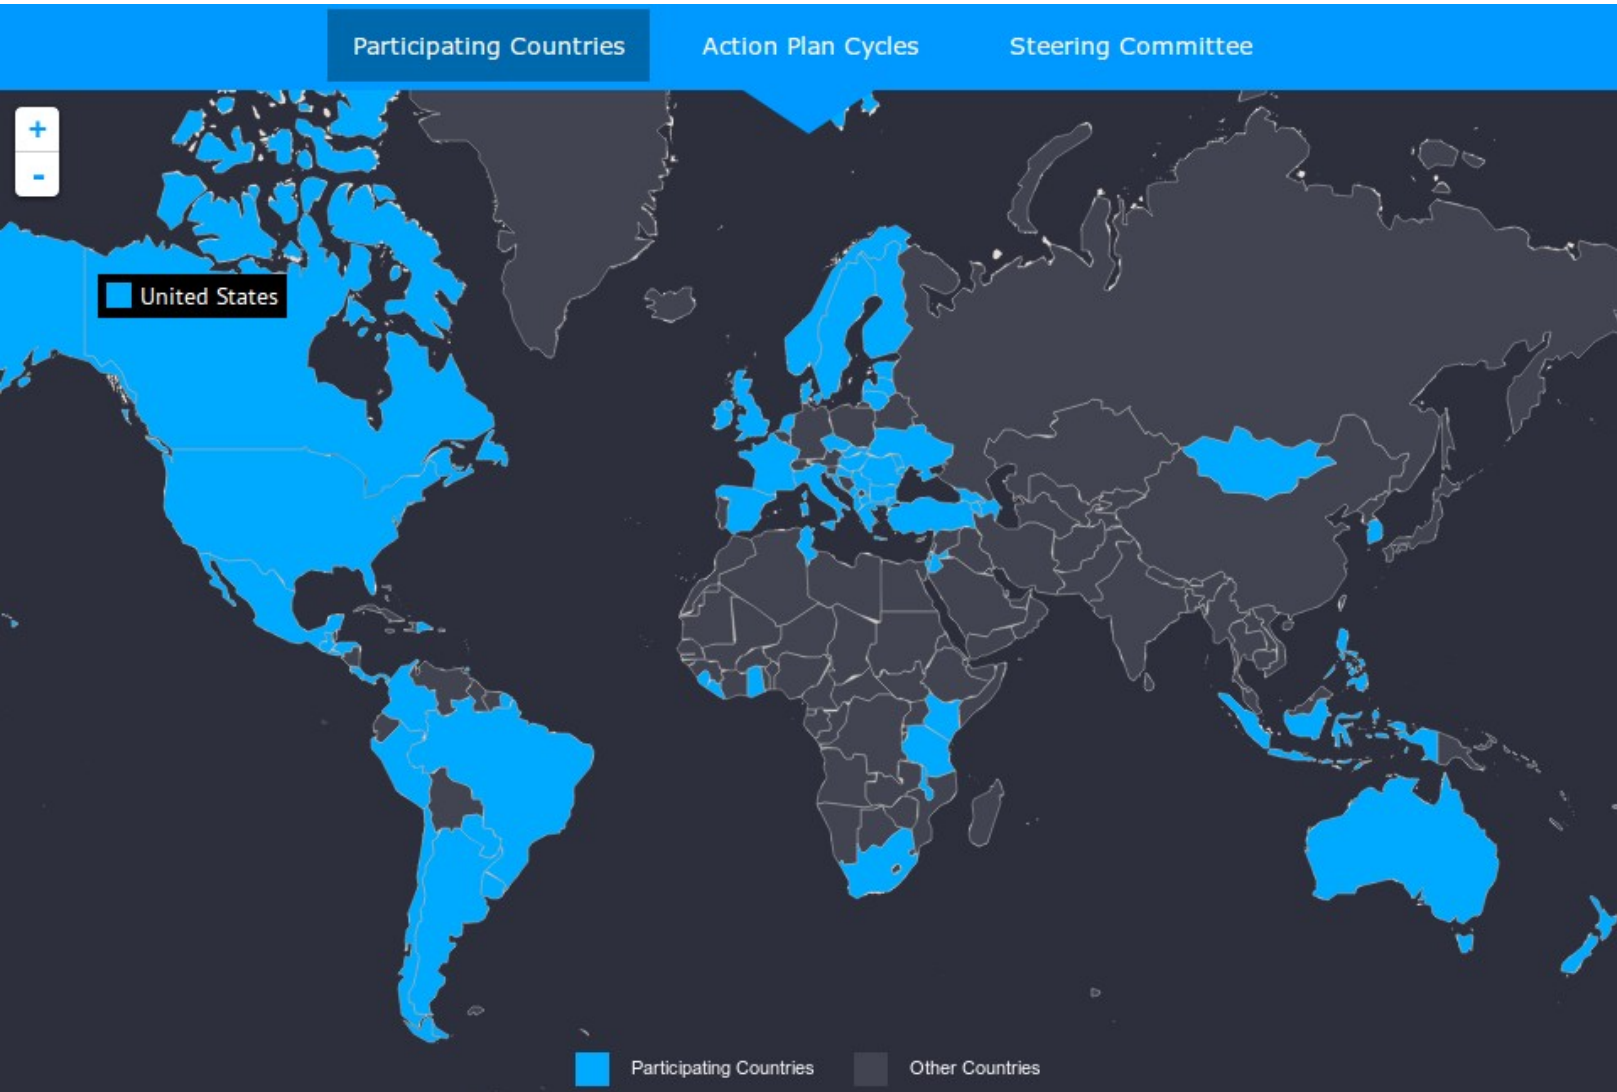 Participating Countries
Action Plan Cycles
Steering Committee
+
-
United States
Participating Countries
Other Countries